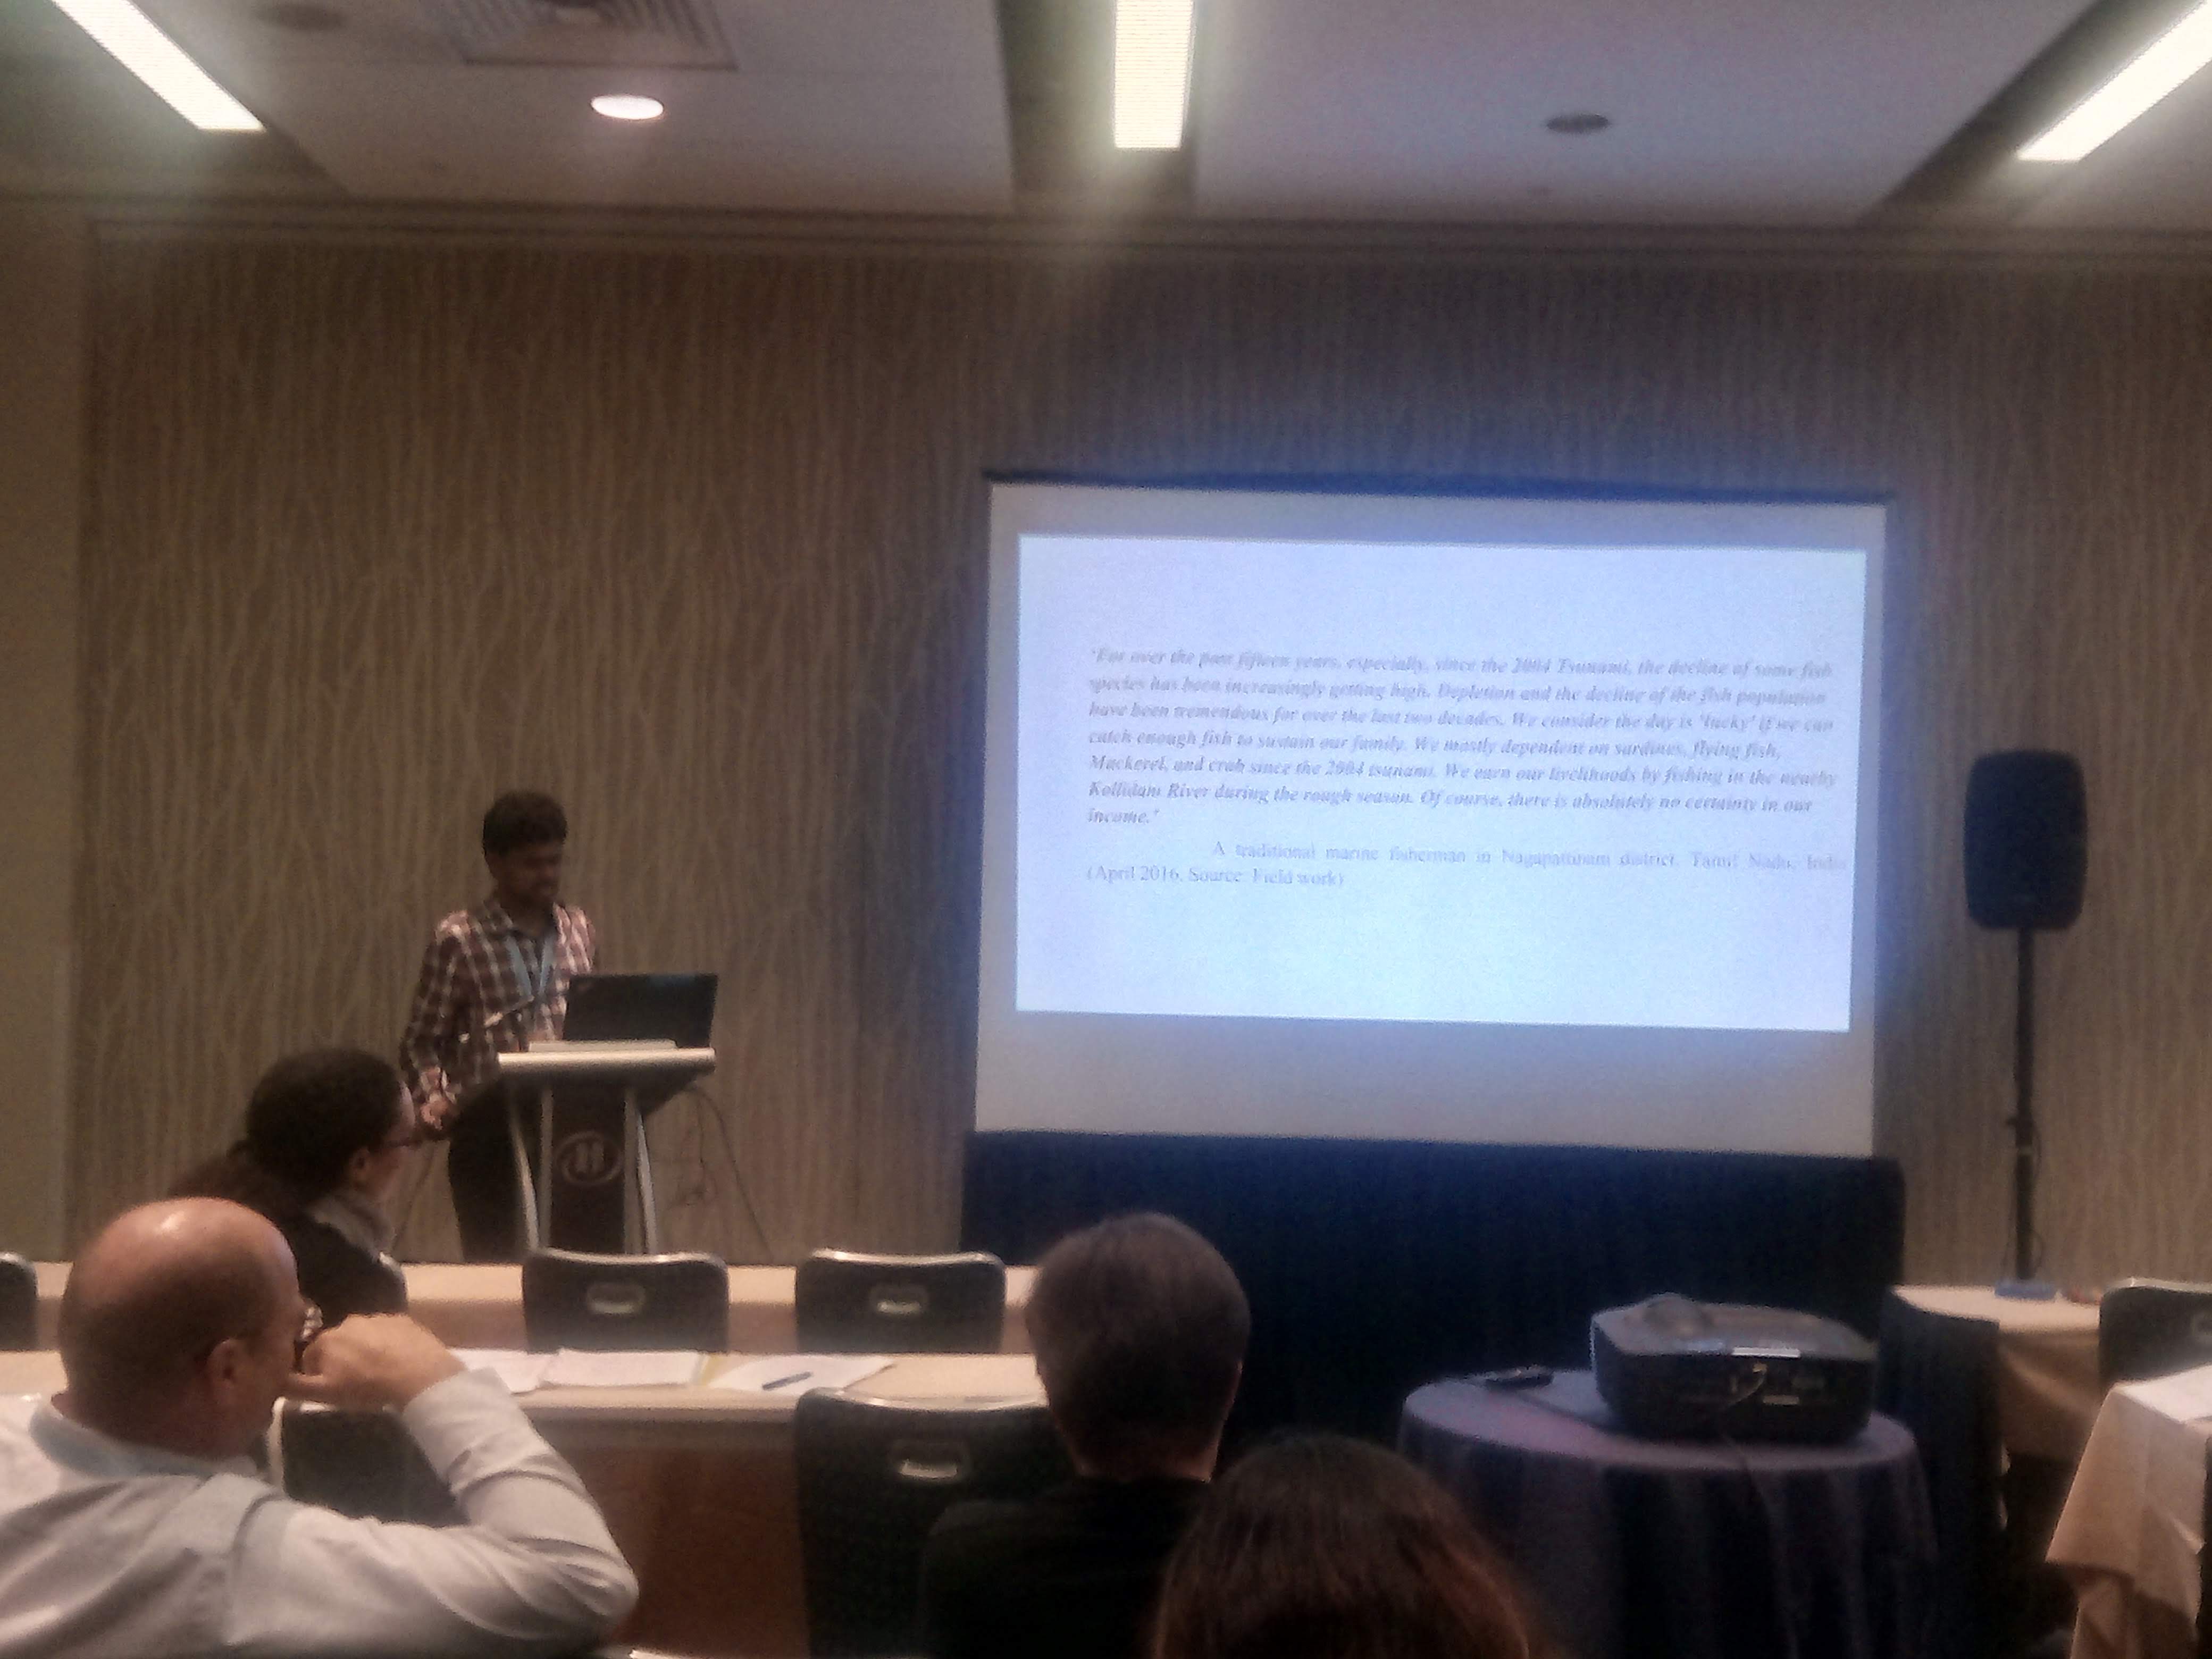 'For over the past fifteen years, especially, since the 2004 Tsunami, the decline of some fish
species has been increasingly getting high. Depletion and the decline of the fish population
have been tremendous for over the last two decades. We consider the day is 'lucky' if we can
catch enough fish to sustain our family. We mostly dependent on sardines, flying fish,
Mackerel, and crab since the 2004 tsunami. We earn our livelihoods by fishing in the nearby
Kollidam River during the rough season. Of course, there is absolutely no certainty in our
income.'
A traditional marine fisherman in Nagapattinam district, Tamil Nadu, India
(April 2016, Source: Field work)